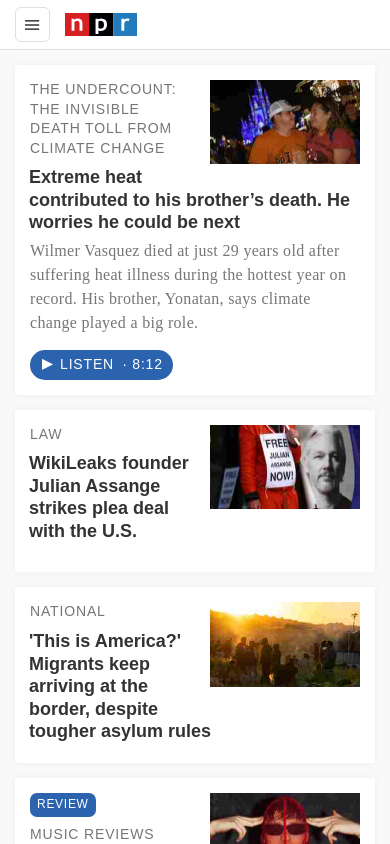 npr
THE UNDERCOUNT:
THE INVISIBLE
DEATH TOLL FROM
CLIMATE CHANGE
Extreme heat
contributed to his brother’s death. He
worries he could be next
Wilmer Vasquez died at just 29 years old after
suffering heat illness during the hottest year on
record. His brother, Yonatan, says climate
change played a big role.
LISTEN · 8:12
LAW
WikiLeaks founder
Julian Assange
strikes plea deal
with the U.S.
FREE
JULIAN
ASSANGE
NOW!
NATIONAL
'This is America?'
Migrants keep
arriving at the
border, despite
tougher asylum rules
REVIEW
MUSIC REVIEWS